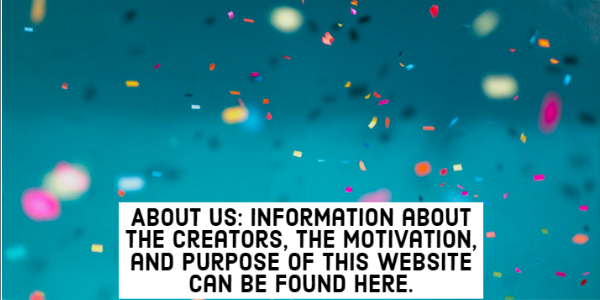 ABOUT US: INFORMATION ABOUT
THE CREATORS, THE MOTIVATION,
AND PURPOSE OF THIS WEBSITE
CAN BE FOUND HERE.